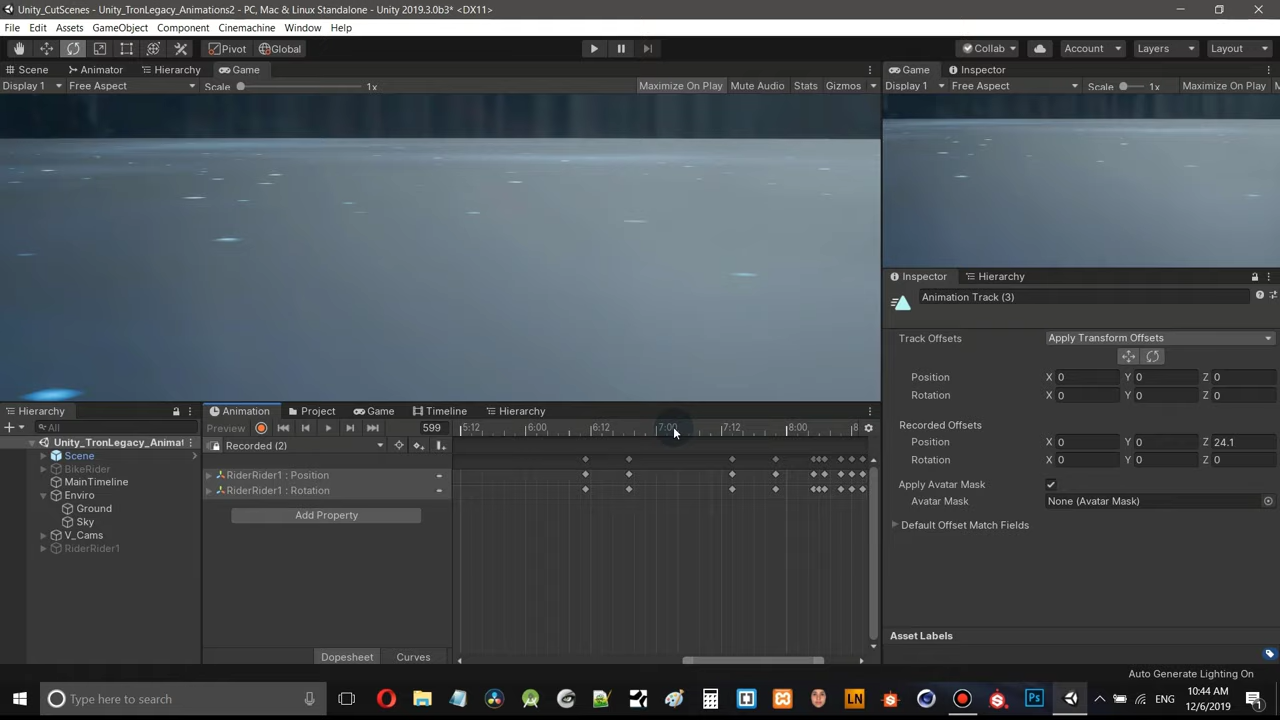 Unity_CutScenes - Unity_TronLegacy_Animations2 - PC, Mac & Linux Standalone - Unity 2019.3.0b3* <DX11>
File Edit Assets GameObject Component Cinemachine Window Help
Pivot Global Collab Account Layers Layout
Scene Animator Hierarchy Game Game Inspector
Display 1 Free Aspect Scale 1x Maximize On Play Mute Audio Stats Gizmos Display 1 Free Aspect Scale 1x Maximize On Play
Inspector Hierarchy
Animation Track (3)
Track Offsets Apply Transform Offsets
Position X 0 Y 0 Z 0
Rotation X 0 Y 0 Z 0
Recorded Offsets
Position X 0 Y 0 Z 24.1
Rotation X 0 Y 0 Z 0
Apply Avatar Mask
Avatar Mask None (Avatar Mask)
Default Offset Match Fields
Asset Labels
Hierarchy Animation Project Game Timeline Hierarchy
All Preview 599 5:12 6:00 6:12 7:00 7:12 8:00 8
Unity_TronLegacy_Animat Recorded (2)
Scene
BikeRider
MainTimeline
Enviro
Ground
Sky
V_Cams
RiderRider1
RiderRider1 : Position
RiderRider1 : Rotation
Add Property
Dopesheet Curves
Auto Generate Lighting On
Type here to search
ENG
10:44 AM
12/6/2019
1